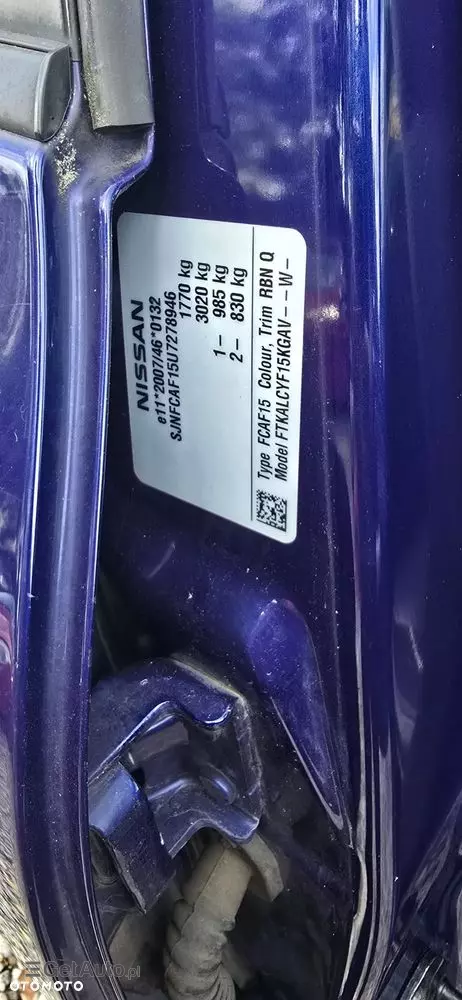 NISSAN
e11*2007/46*0132
SJNFCAF15U7278946
1770 kg
3020 kg
1– 985 kg
2– 830 kg
Type FCAF15 Colour, Trim RBN Q
Model FTKALCYF15KGAV--W-
GetAuto.pl
OTOMOTO